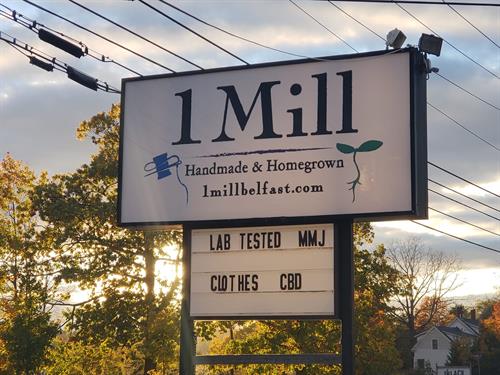 1 Mill
Handmade & Homegrown
1millbelfast.com
LAB TESTED MMJ
CLOTHES CBD